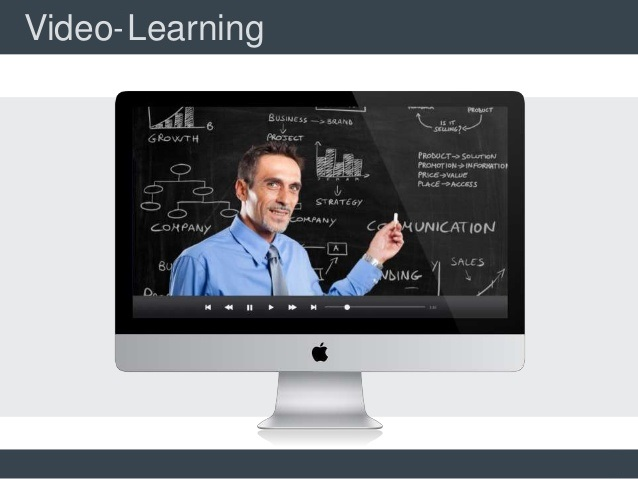 Video-Learning
PRODUCT
BUSINESS → BRAND
IS IT
SELLING?
GROWTH
B
PROJECT
PRODUCT → SOLUTION
PROMOTION → INFORMATION
PRICE → VALUE
PLACE → ACCESS
STRATEGY
COMPANY
COMPANY
COMMUNICATION
A
SALES